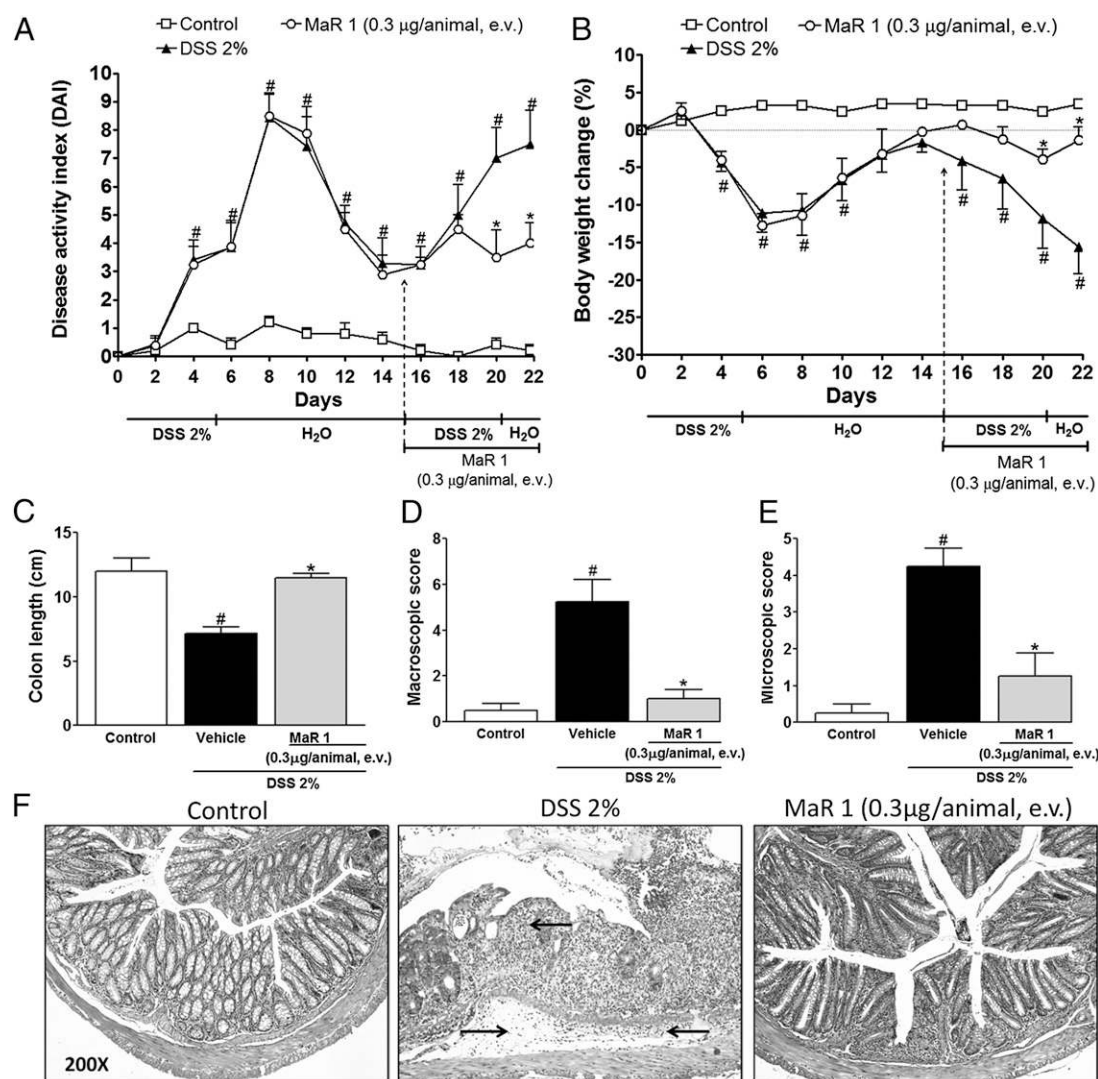 A
Control
MaR 1 (0.3 μg/animal, e.v.)
DSS 2%
Disease activity index (DAI)
10
9
8
7
6
5
4
3
2
1
0
# # # # # # # # # #
* *
0 2 4 6 8 10 12 14 16 18 20 22
Days
DSS 2% H₂O DSS 2% H₂O
MaR 1
(0.3 μg/animal, e.v.)
B
Control
MaR 1 (0.3 μg/animal, e.v.)
DSS 2%
Body weight change (%)
10
5
0
-5
-10
-15
-20
-25
-30
* *
# # # # # # # #
0 2 4 6 8 10 12 14 16 18 20 22
Days
DSS 2% H₂O DSS 2% H₂O
MaR 1
(0.3 μg/animal, e.v.)
C
Colon length (cm)
15
10
5
0
#
*
Control Vehicle MaR 1
(0.3μg/animal, e.v.)
DSS 2%
D
Macroscopic score
8
6
4
2
0
#
*
Control Vehicle MaR 1
(0.3μg/animal, e.v.)
DSS 2%
E
Microscopic score
5
4
3
2
1
0
#
*
Control Vehicle MaR 1
(0.3μg/animal, e.v.)
DSS 2%
F
Control
DSS 2%
MaR 1 (0.3μg/animal, e.v.)
200X